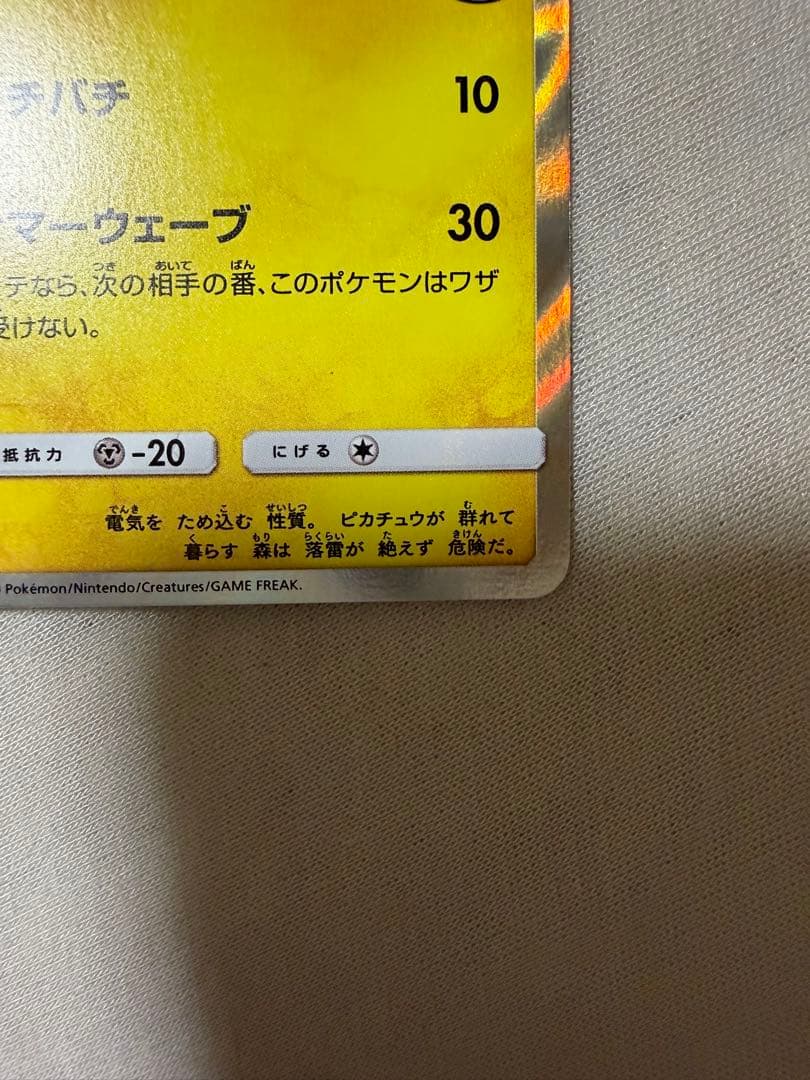 チバチ 10
マーウェーブ 30
テなら、次の相手の番、このポケモンはワザ
受けない。
抵抗力 -20 にげる
電気を ため込む 性質。 ピカチュウが 群れて
暮らす 森は 落雷が 絶えず 危険だ。
Pokémon/Nintendo/Creatures/GAME FREAK.